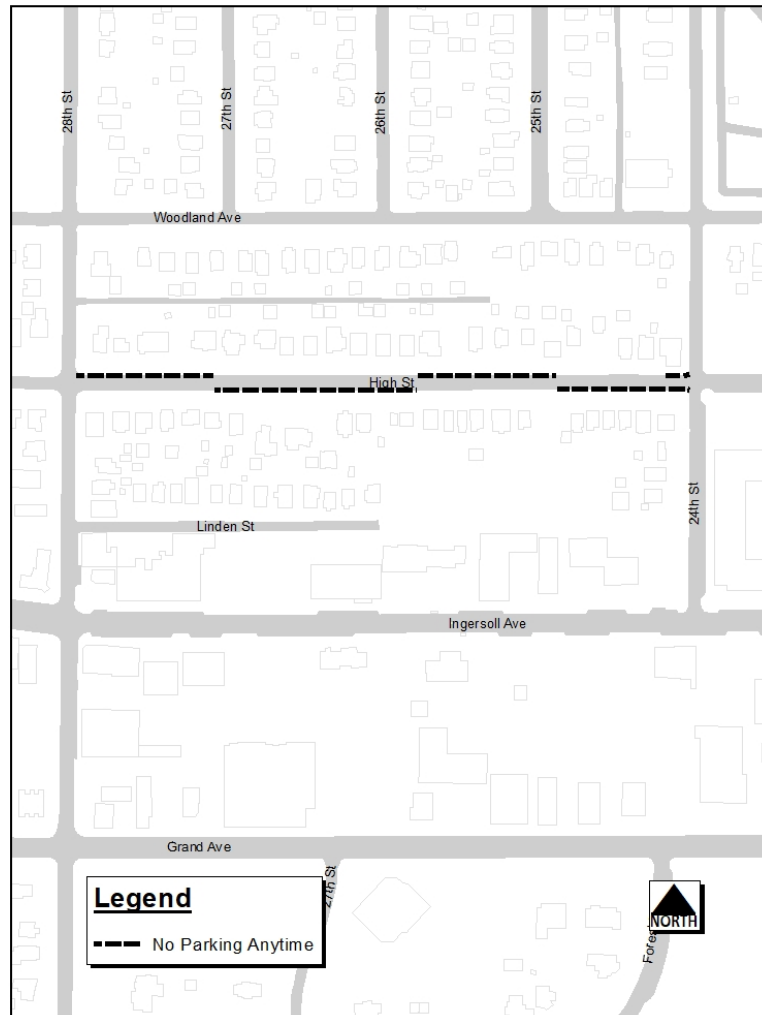 28th St
27th St
26th St
25th St
Woodland Ave
High St
24th St
Linden St
Ingersoll Ave
Grand Ave
27th St
Legend
No Parking Anytime
NORTH